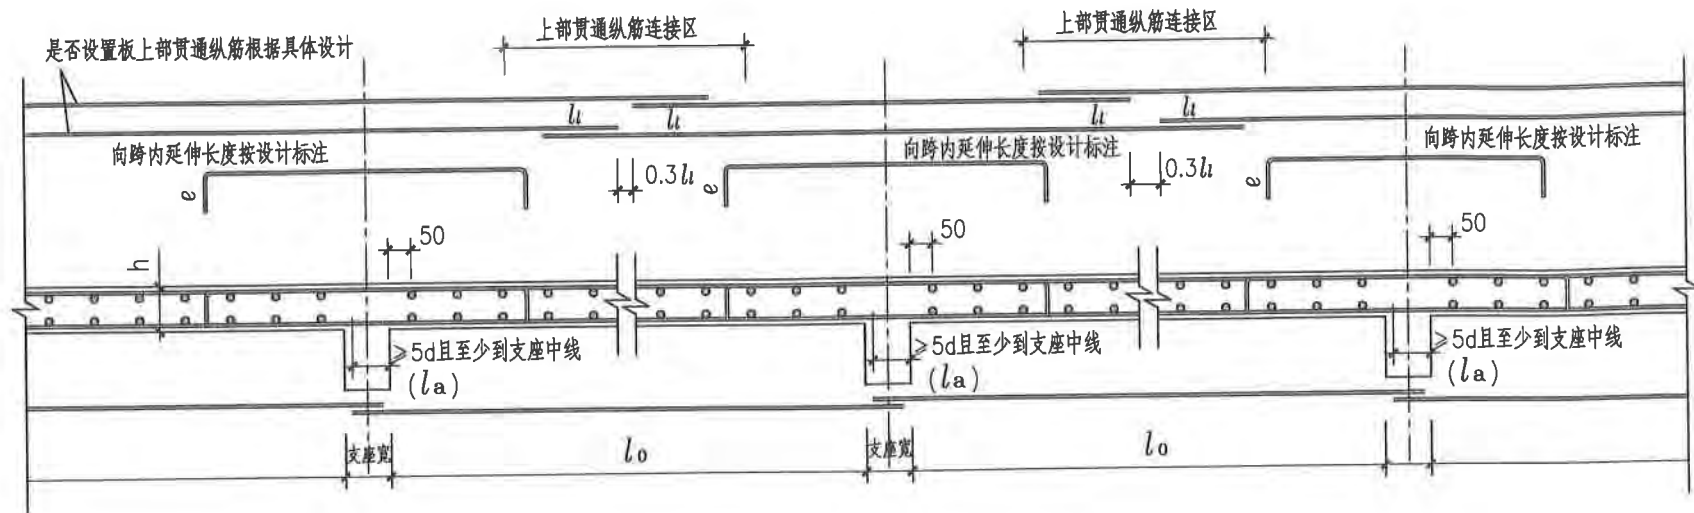 上部贯通纵筋连接区
上部贯通纵筋连接区
是否设置板上部贯通纵筋根据具体设计
lι
lι
lι
lι
向跨内延伸长度按设计标注
向跨内延伸长度按设计标注
向跨内延伸长度按设计标注
e
0.3lι
e
0.3lι
e
50
50
50
h
≥5d且至少到支座中线
(la)
≥5d且至少到支座中线
(la)
≥5d且至少到支座中线
(la)
支座宽
l0
支座宽
l0